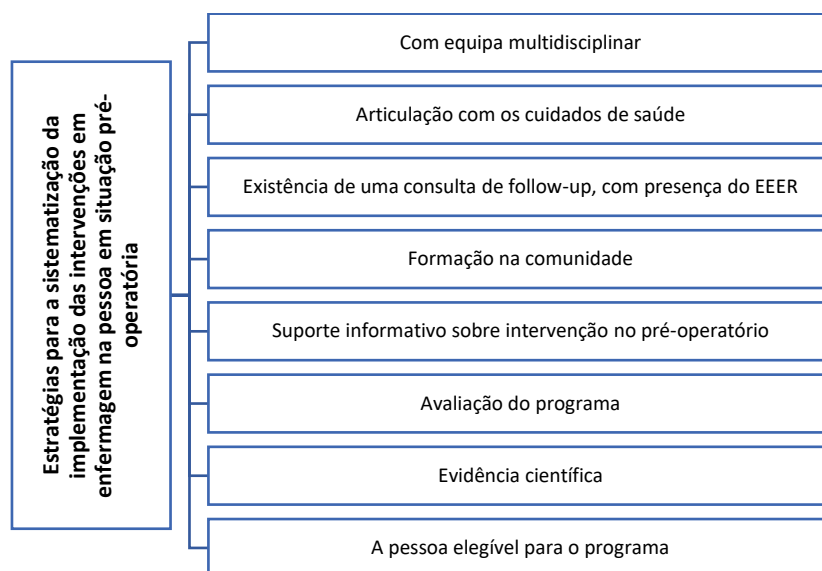 Estratégias para a sistematização da
implementação das intervenções em
enfermagem na pessoa em situação pré-
operatória
Com equipa multidisciplinar
Articulação com os cuidados de saúde
Existência de uma consulta de follow-up, com presença do EEER
Formação na comunidade
Suporte informativo sobre intervenção no pré-operatório
Avaliação do programa
Evidência científica
A pessoa elegível para o programa